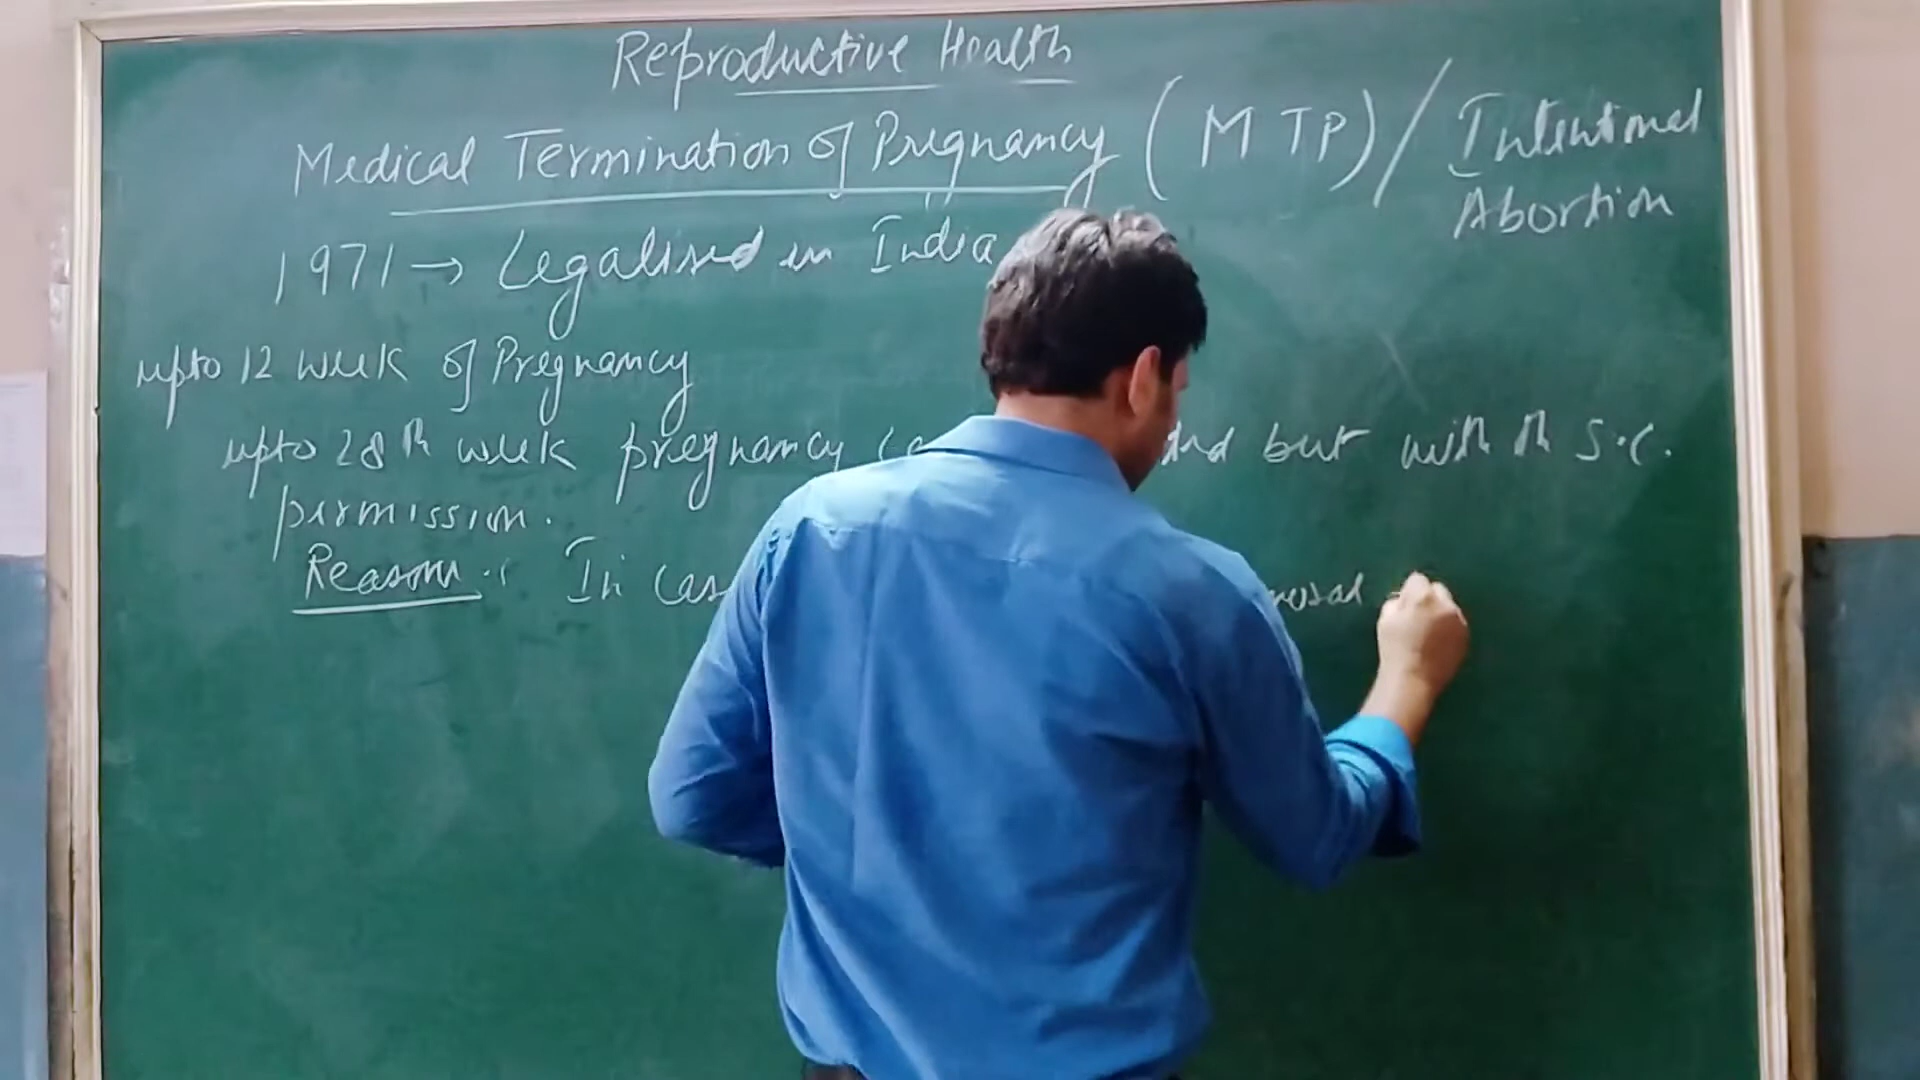 Reproductive Health
Medical Termination of Pregnancy (MTP) / Intentional Abortion
1971 → Legalised in India
upto 12 week of Pregnancy
upto 28th week pregnancy but with S.C.
permission.
Reason: In